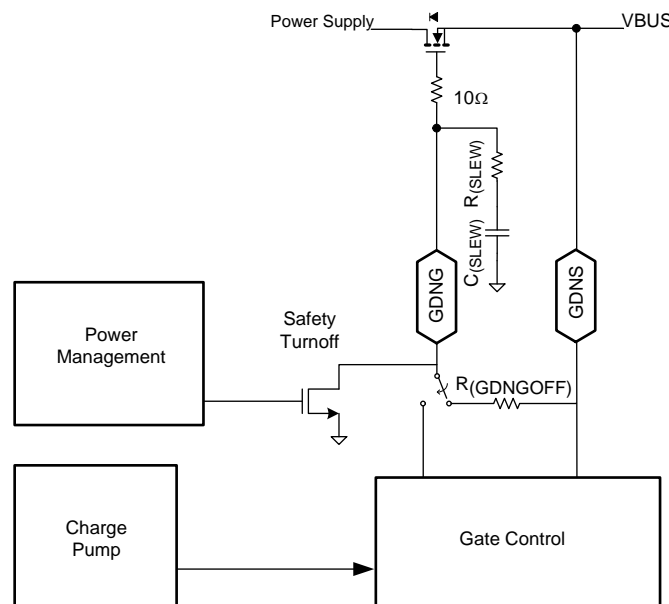 Power Supply
VBUS
10Ω
R(SLEW)
C(SLEW)
GDNG
GDNS
Power
Management
Safety
Turnoff
R(GDNGOFF)
Charge
Pump
Gate Control